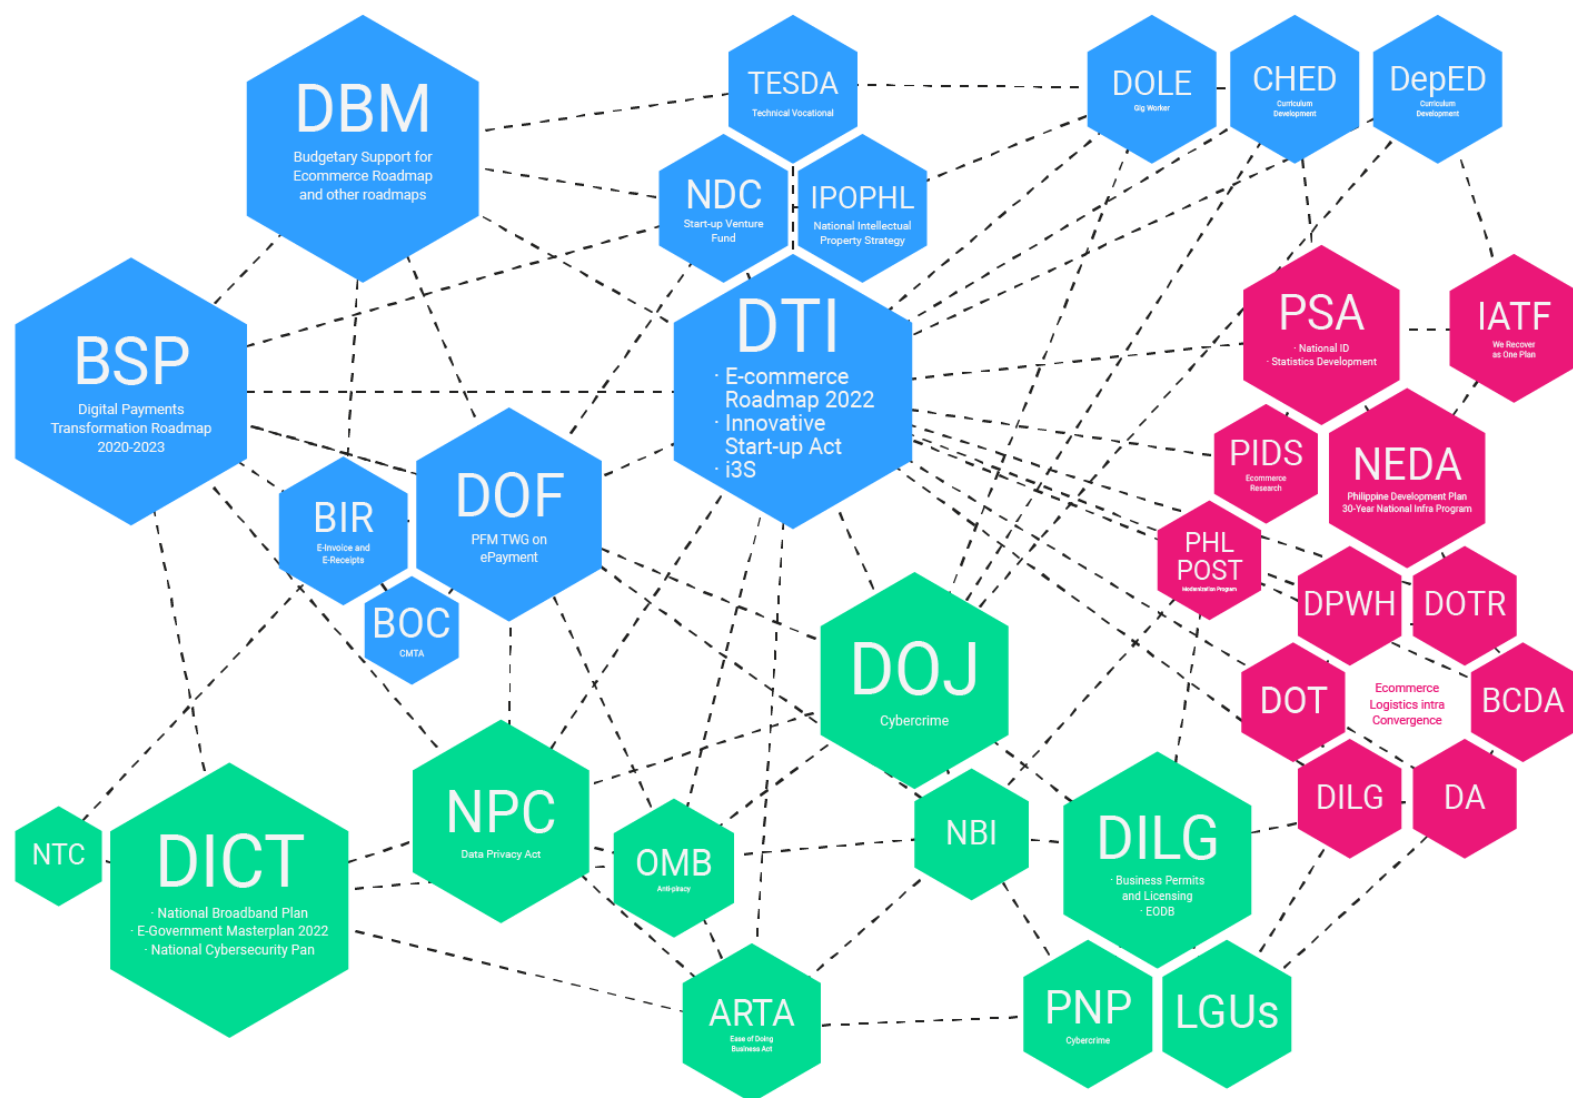 DBM
Budgetary Support for
Ecommerce Roadmap
and other roadmaps
TESDA
Technical Vocational
DOLE
Gig Worker
CHED
Curriculum
Development
DepED
Curriculum
Development
NDC
Start-up Venture
Fund
IPOPHL
National Intellectual
Property Strategy
BSP
Digital Payments
Transformation Roadmap
2020-2023
DTI
· E-commerce
Roadmap 2022
· Innovative
Start-up Act
· i3S
PSA
· National ID
· Statistics Development
IATF
We Recover
as One Plan
BIR
E-Invoice and
E-Receipts
DOF
PFM TWG on
ePayment
BOC
CMTA
PIDS
Ecommerce
Research
NEDA
Philippine Development Plan
30-Year National Infra Program
PHL
POST
Modernization Program
DPWH
DOTR
DOT
Ecommerce
Logistics intra
Convergence
BCDA
DILG
DA
DOJ
Cybercrime
NTC
DICT
· National Broadband Plan
· E-Government Masterplan 2022
· National Cybersecurity Pan
NPC
Data Privacy Act
OMB
Anti-piracy
NBI
DILG
· Business Permits
and Licensing
· EODB
ARTA
Ease of Doing
Business Act
PNP
Cybercrime
LGUs